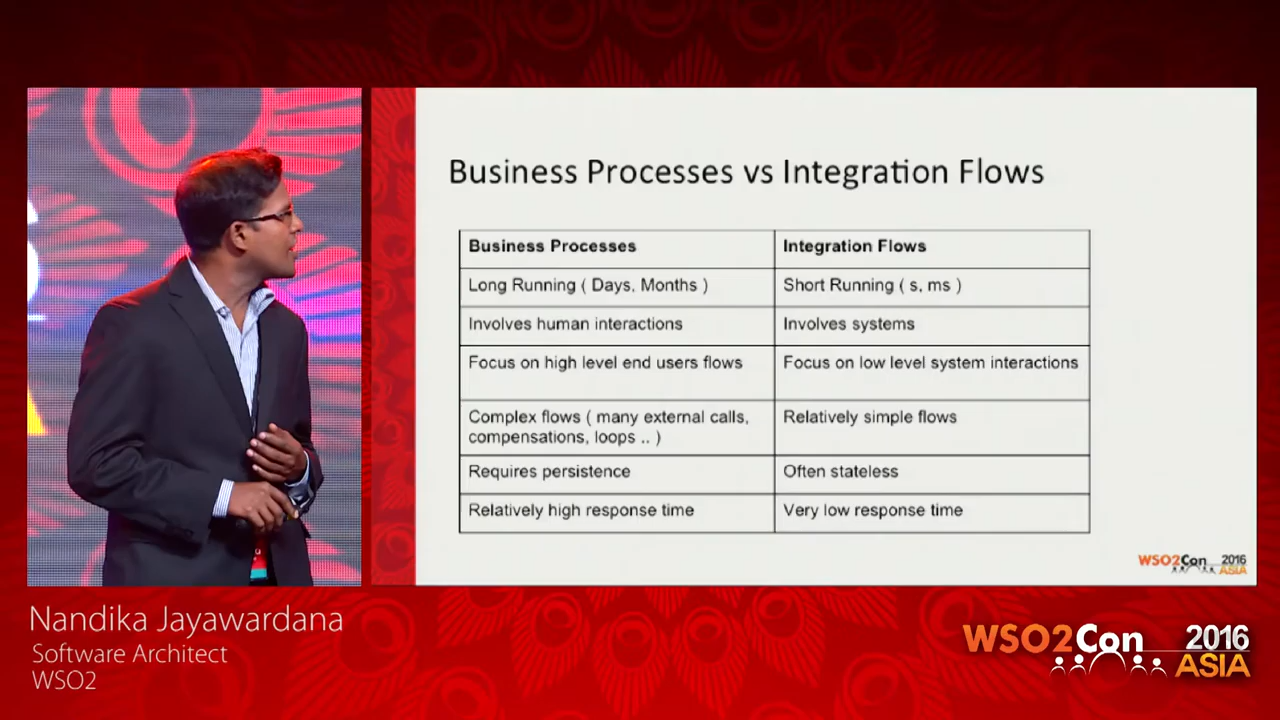 Business Processes vs Integration Flows
Business Processes
Integration Flows
Long Running ( Days, Months )
Short Running ( s, ms )
Involves human interactions
Involves systems
Focus on high level end users flows
Focus on low level system interactions
Complex flows ( many external calls,
compensations, loops .. )
Relatively simple flows
Requires persistence
Often stateless
Relatively high response time
Very low response time
WSO2Con 2016
ASIA
Nandika Jayawardana
Software Architect
WSO2
WSO2Con 2016
ASIA